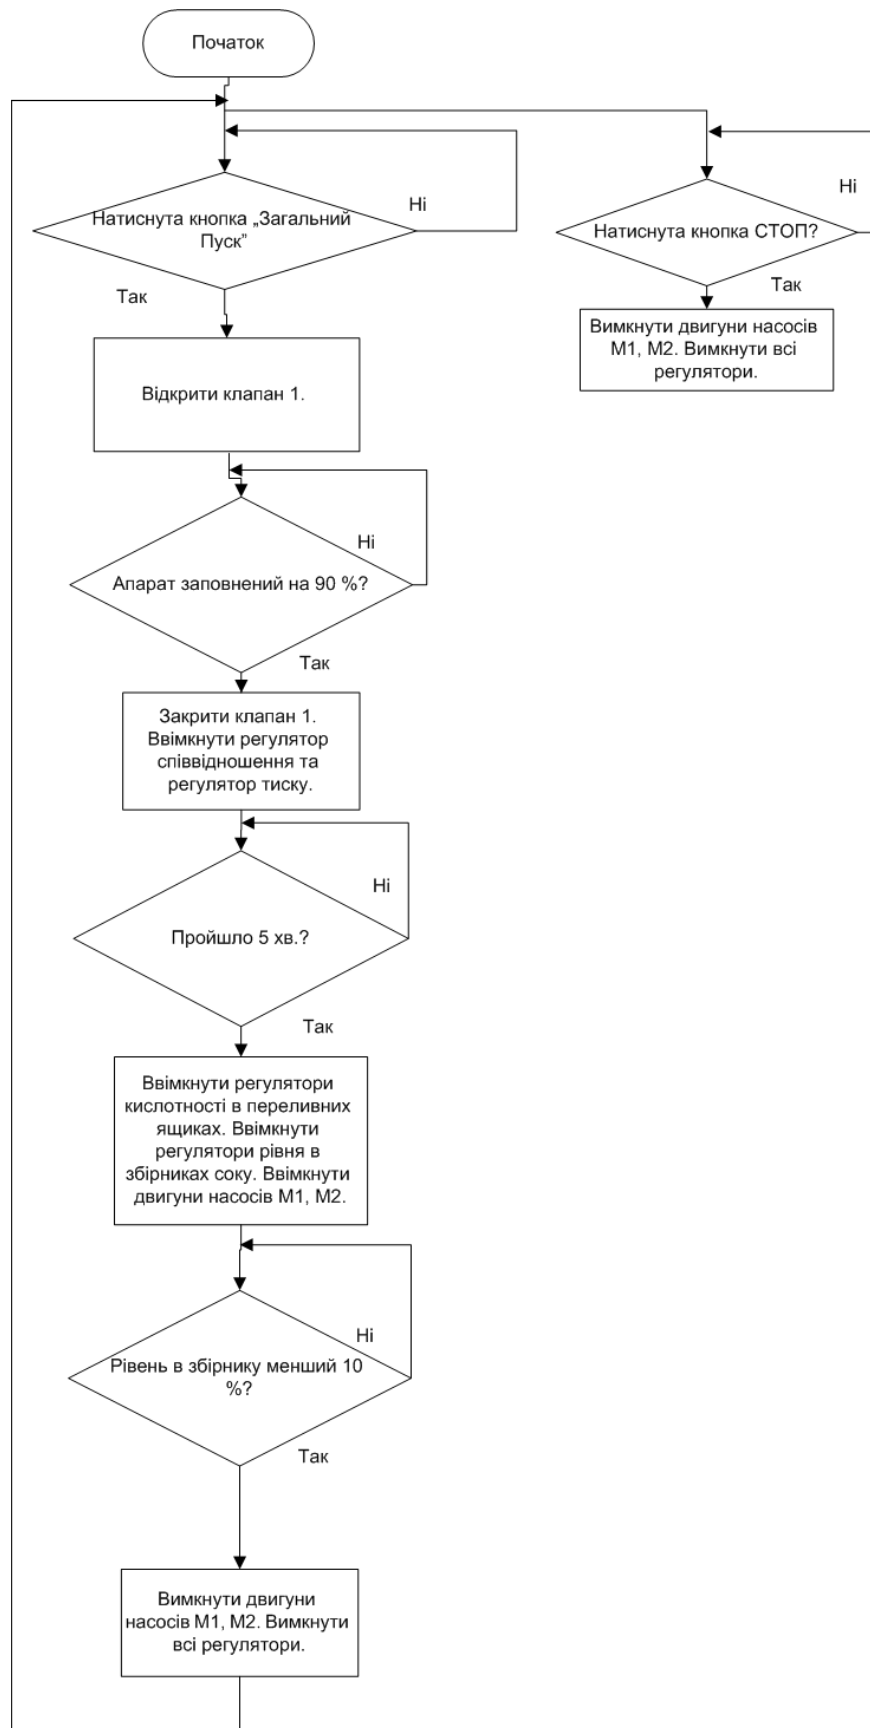 Початок
Ні
Натиснута кнопка „Загальний
Пуск”
Так
Ні
Натиснута кнопка СТОП?
Так
Вимкнути двигуни насосів
М1, М2. Вимкнути всі
регулятори.
Відкрити клапан 1.
Ні
Апарат заповнений на 90 %?
Так
Закрити клапан 1.
Ввімкнути регулятор
співвідношення та
регулятор тиску.
Ні
Пройшло 5 хв.?
Так
Ввімкнути регулятори
кислотності в переливних
ящиках. Ввімкнути
регулятори рівня в
збірниках соку. Ввімкнути
двигуни насосів М1, М2.
Ні
Рівень в збірнику менший 10
%?
Так
Вимкнути двигуни
насосів М1, М2. Вимкнути
всі регулятори.